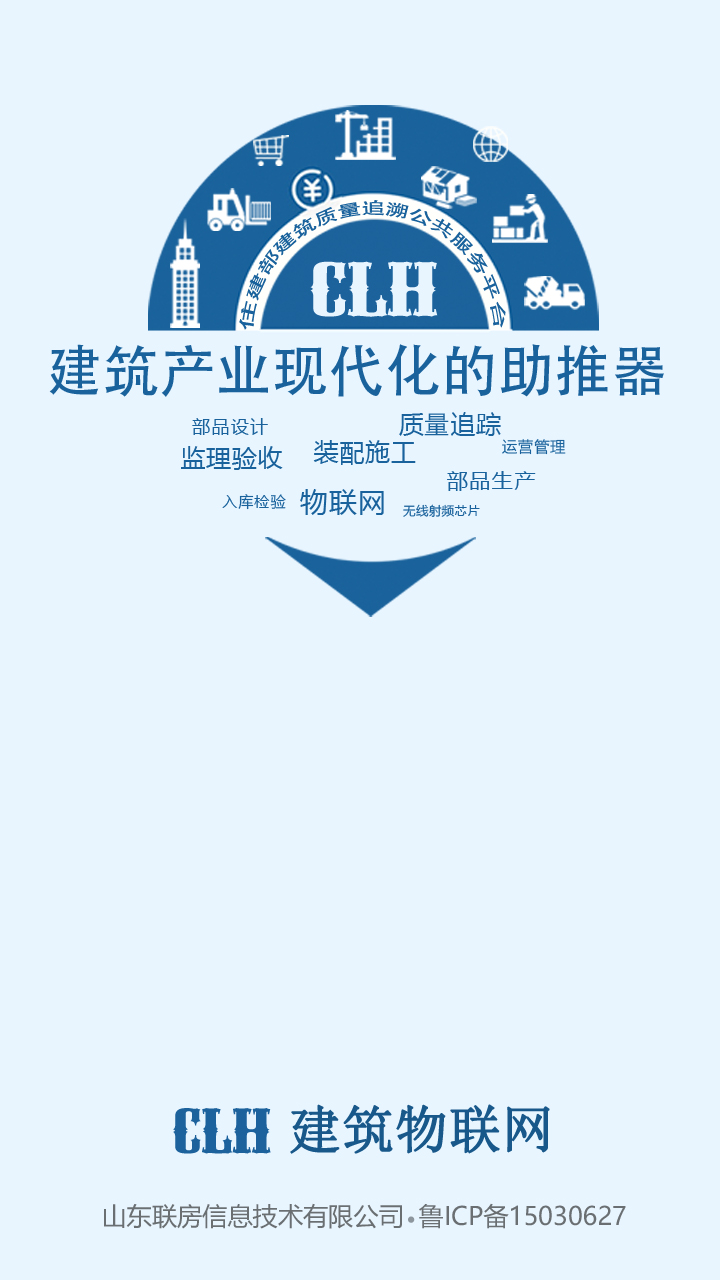 住建部建筑质量追溯公共服务平台
CLH
建筑产业现代化的助推器
部品设计
质量追踪
监理验收
装配施工
运营管理
部品生产
入库检验
物联网
无线射频芯片
CLH 建筑物联网
山东联房信息技术有限公司•鲁ICP备15030627